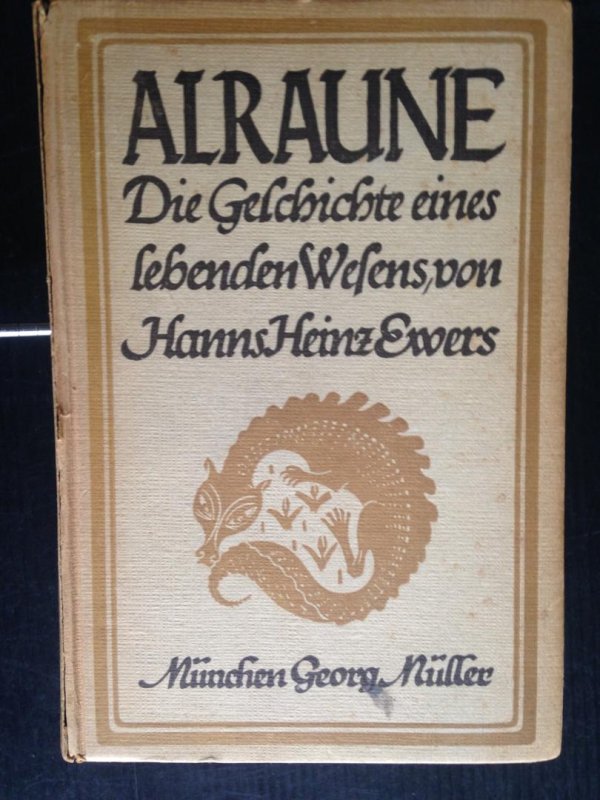 ALRAUNE
Die Geſchichte eines
lebenden Weſens, von
Hanns Heinz Ewers
München Georg Müller